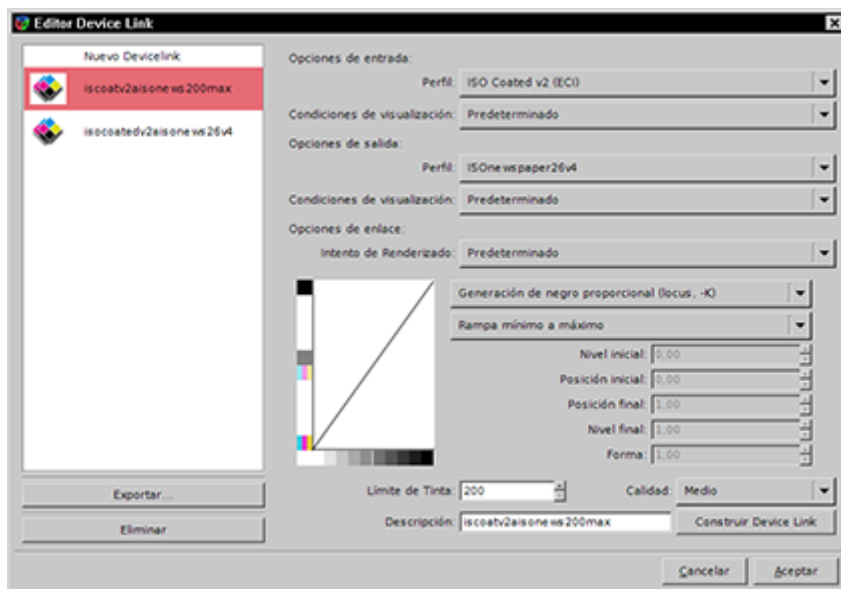 Editor Device Link
Nuevo Devicelink
iscoatv2aisonews200max
isocoatedv2aisonews26v4
Exportar...
Eliminar
Opciones de entrada:
Perfil: ISO Coated v2 (ECI)
Condiciones de visualización: Predeterminado
Opciones de salida:
Perfil: ISOnewspaper26v4
Condiciones de visualización: Predeterminado
Opciones de enlace:
Intento de Renderizado: Predeterminado
Generación de negro proporcional (locus, -K)
Rampa mínimo a máximo
Nivel inicial: 0,00
Posición inicial: 0,00
Posición final: 1,00
Nivel final: 1,00
Forma: 1,00
Límite de Tinta: 200 Calidad: Medio
Descripción: iscoatv2aisonews200max Construir Device Link
Cancelar Aceptar